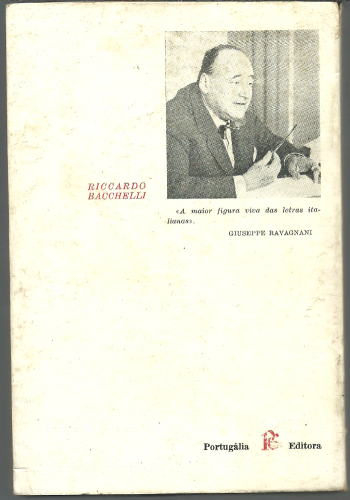 RICCARDO
BACCHELLI
«A maior figura viva das letras ita-
lianas».
GIUSEPPE RAVAGNANI
Portugália Editora